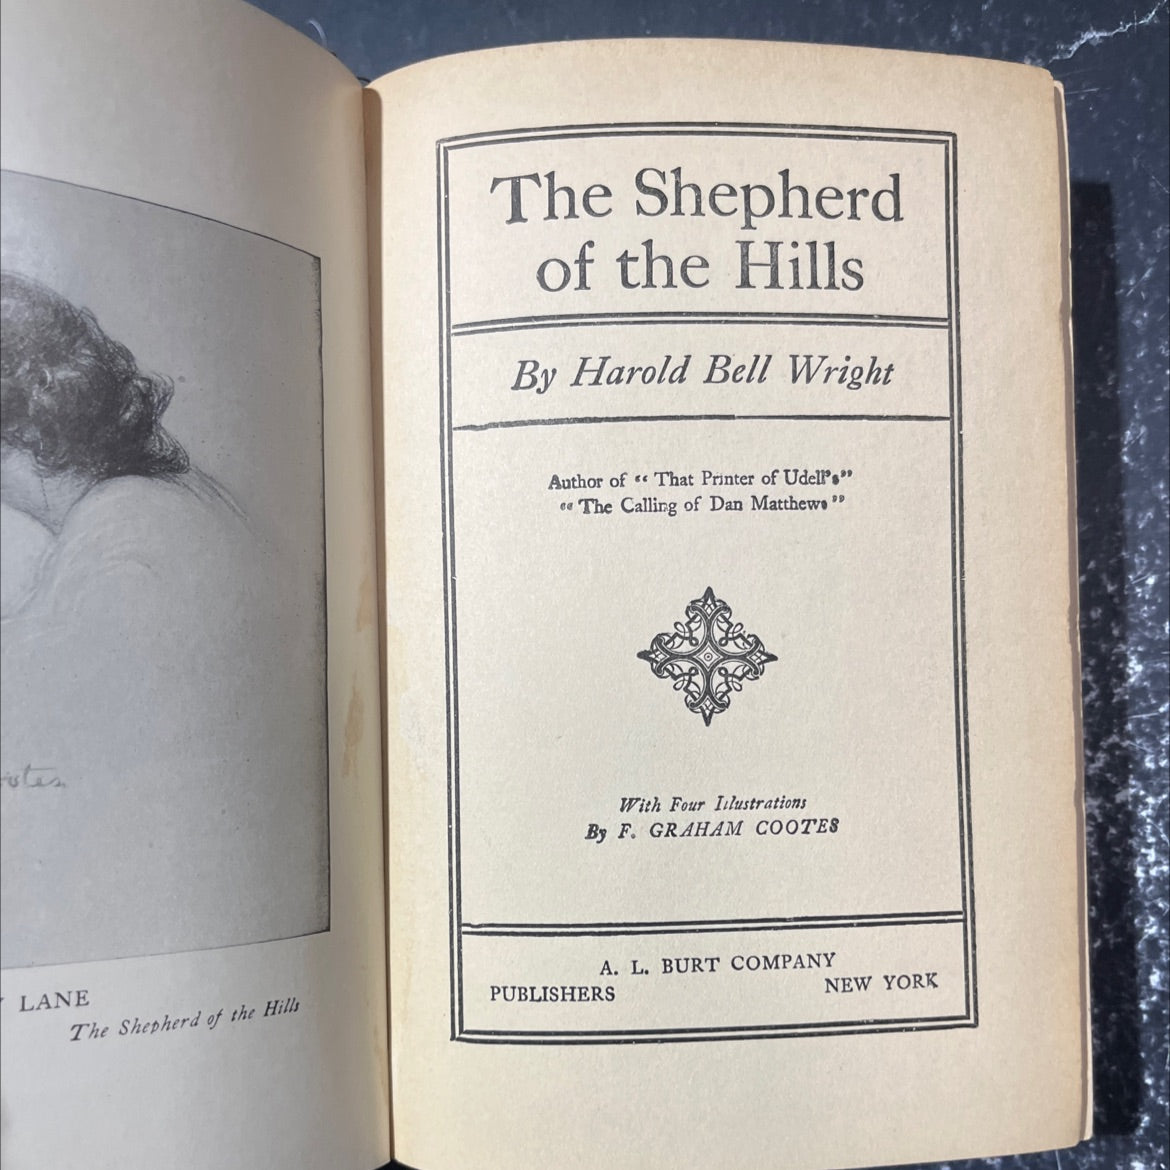 LANE
The Shepherd of the Hills
The Shepherd
of the Hills
By Harold Bell Wright
Author of “ That Printer of Udell's”
“ The Calling of Dan Matthews ”
With Four Illustrations
By F. GRAHAM COOTES
A. L. BURT COMPANY
PUBLISHERS NEW YORK